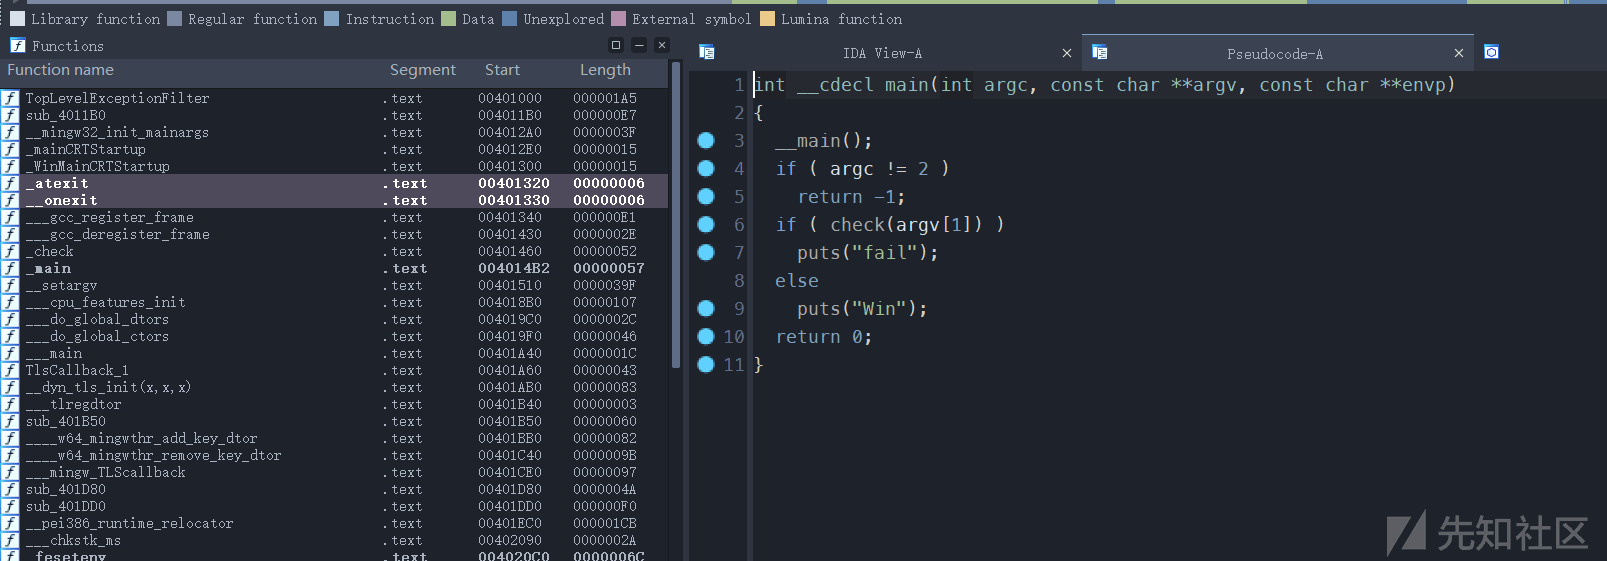 Library function Regular function Instruction Data Unexplored External symbol Lumina function
Functions
Function name Segment Start Length
TopLevelExceptionFilter .text 00401000 000001A5
sub_4011B0 .text 004011B0 000000E7
__mingw32_init_mainargs .text 004012A0 0000003F
_mainCRTStartup .text 004012E0 00000015
_WinMainCRTStartup .text 00401300 00000015
_atexit .text 00401320 00000006
__onexit .text 00401330 00000006
___gcc_register_frame .text 00401340 000000E1
___gcc_deregister_frame .text 00401430 0000002E
_check .text 00401460 00000052
_main .text 004014B2 00000057
__setargv .text 00401510 0000039F
___cpu_features_init .text 004018B0 00000107
___do_global_dtors .text 004019C0 0000002C
___do_global_ctors .text 004019F0 00000046
___main .text 00401A40 0000001C
TlsCallback_1 .text 00401A60 00000043
__dyn_tls_init(x,x,x) .text 00401AB0 00000083
___tlregdtor .text 00401B40 00000003
sub_401B50 .text 00401B50 00000060
____w64_mingwthr_add_key_dtor .text 00401BB0 00000082
____w64_mingwthr_remove_key_dtor .text 00401C40 0000009B
___mingw_TLScallback .text 00401CE0 00000097
sub_401D80 .text 00401D80 0000004A
sub_401DD0 .text 00401DD0 000000F0
__pei386_runtime_relocator .text 00401EC0 000001CB
___chkstk_ms .text 00402090 0000002A
_fesetenv .text 004020C0 0000006C
IDA View-A Pseudocode-A
1 int __cdecl main(int argc, const char **argv, const char **envp)
2 {
3 __main();
4 if ( argc != 2 )
5 return -1;
6 if ( check(argv[1]) )
7 puts("fail");
8 else
9 puts("Win");
10 return 0;
11 }
先知社区